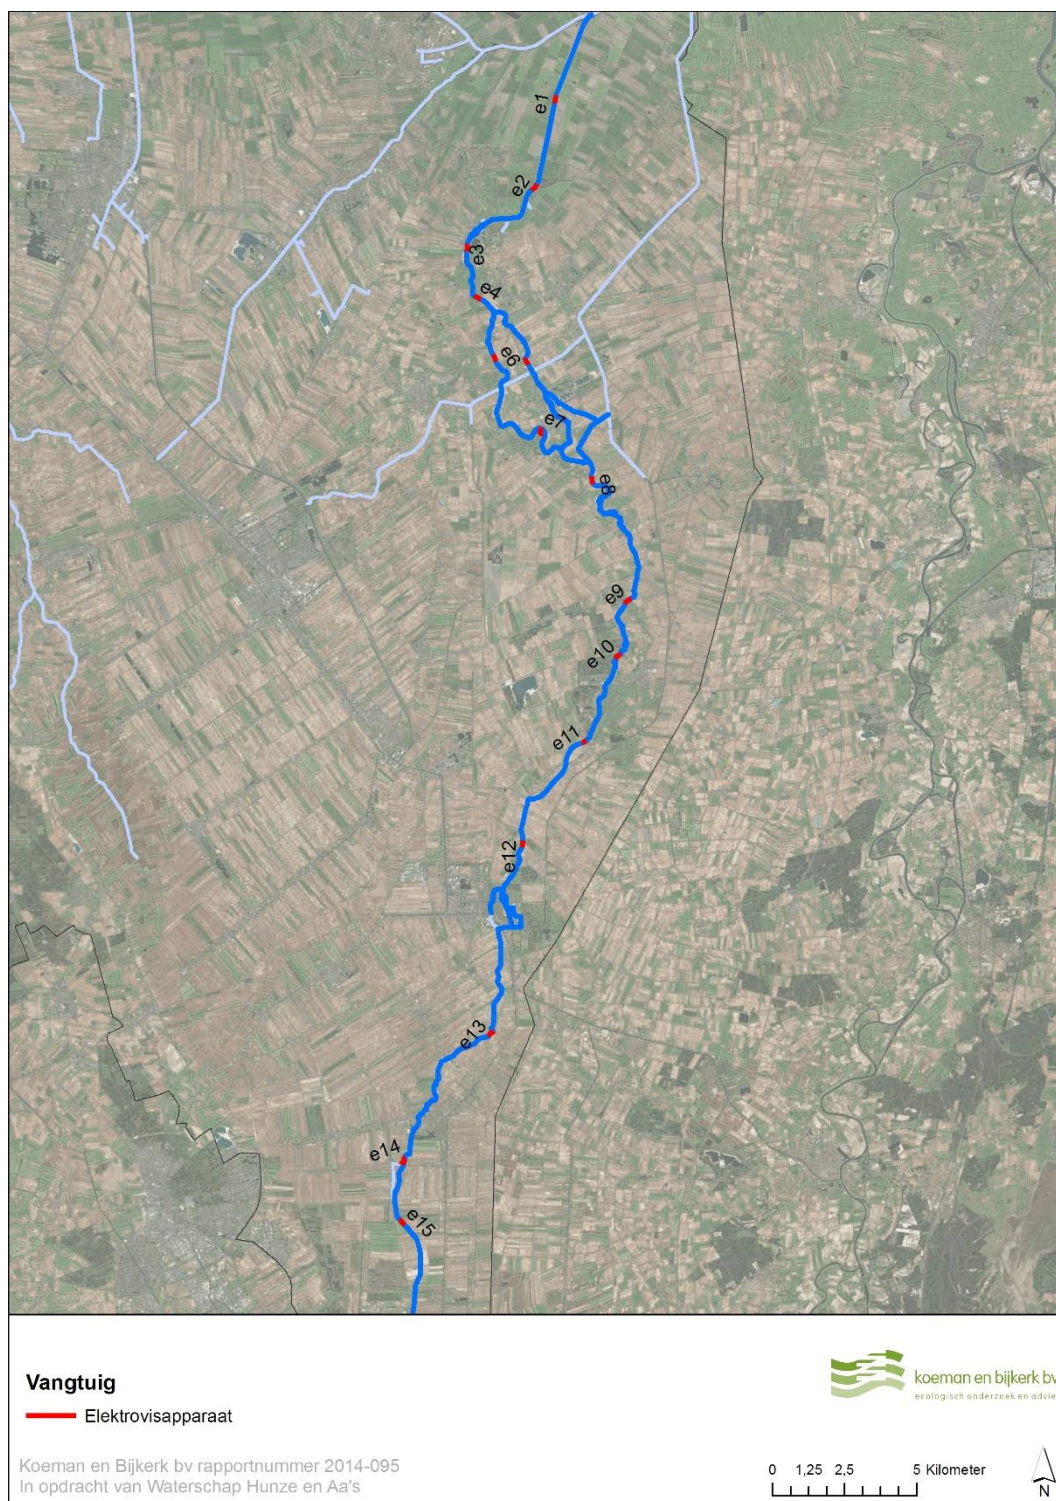 e1
e2
e3
e4
e6
e7
e8
e9
e10
e11
e12
e13
e14
e15
Vangtuig
Elektrovisapparaat
koeman en bijkerk bv
ecologisch onderzoek en advie
Koeman en Bijkerk bv rapportnummer 2014-095
In opdracht van Waterschap Hunze en Aa's
0 1,25 2,5 5 Kilometer
N